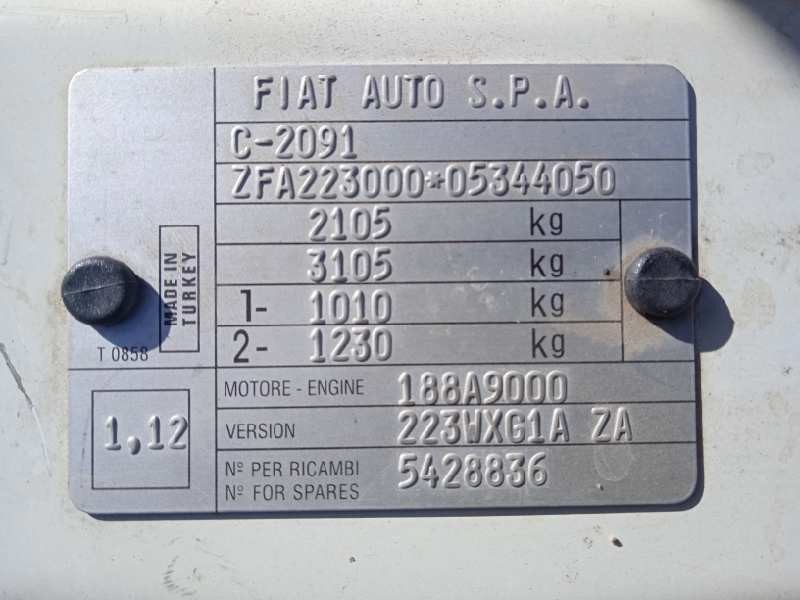 FIAT AUTO S.P.A.
C-2091
ZFA223000*05344050
2105 kg
3105 kg
1- 1010 kg
2- 1230 kg
MADE IN
TURKEY
T 0858
MOTORE - ENGINE 188A9000
1,12
VERSION 223WXG1A ZA
Nº PER RICAMBI
Nº FOR SPARES
5428836